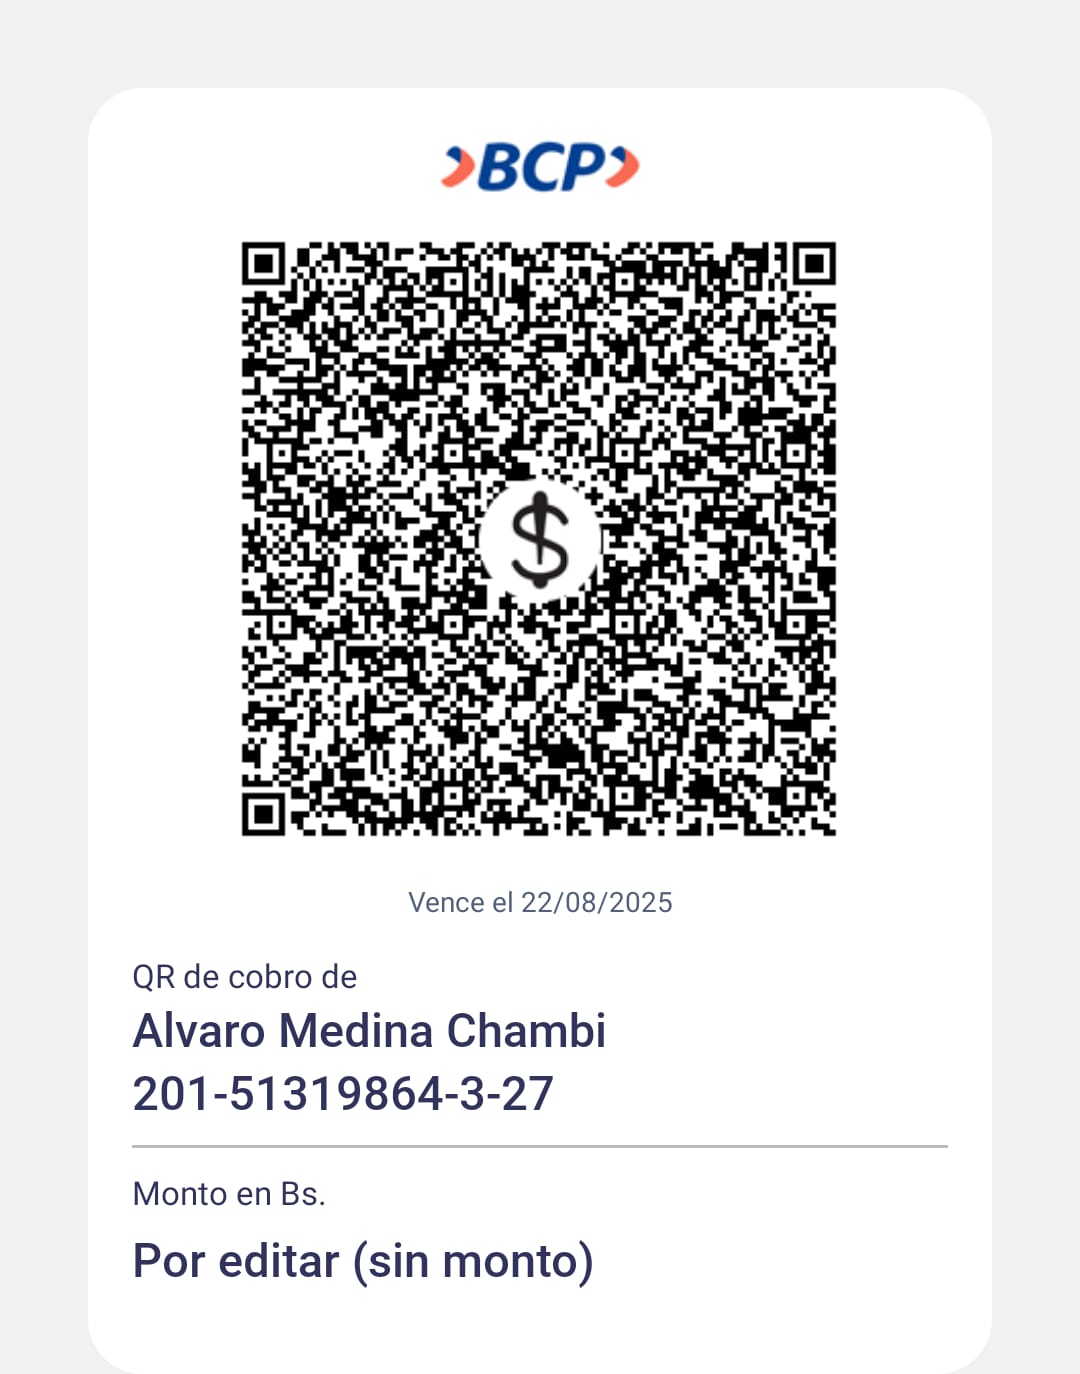 BCP
$
Vence el 22/08/2025
QR de cobro de
Alvaro Medina Chambi
201-51319864-3-27
Monto en Bs.
Por editar (sin monto)